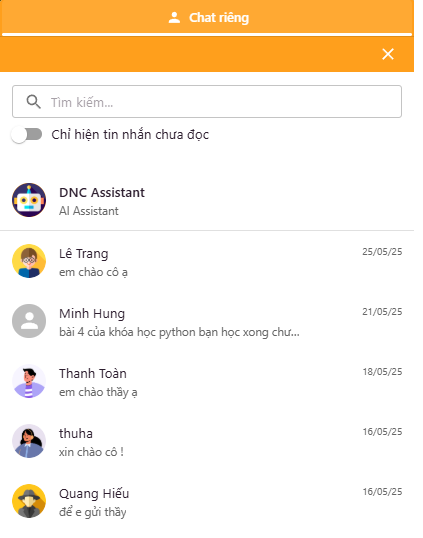 Chat riêng
Tìm kiếm...
Chỉ hiện tin nhắn chưa đọc
DNC Assistant
AI Assistant
Lê Trang
25/05/25
em chào cô ạ
Minh Hung
21/05/25
bài 4 của khóa học python bạn học xong chư...
Thanh Toàn
18/05/25
em chào thầy ạ
thuha
16/05/25
xin chào cô !
Quang Hiếu
16/05/25
để e gửi thầy